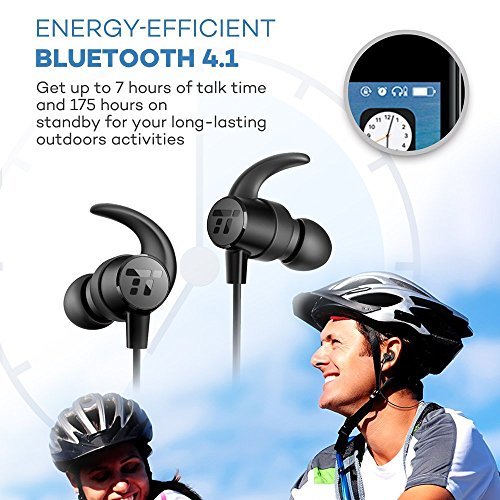 ENERGY-EFFICIENT
BLUETOOTH 4.1
Get up to 7 hours of talk time
and 175 hours on
standby for your long-lasting
outdoors activities